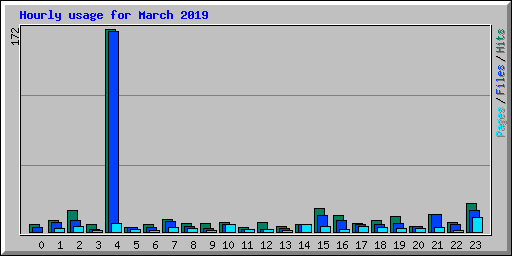 Hourly usage for March 2019
172
Pages/Files/Hits
0 1 2 3 4 5 6 7 8 9 10 11 12 13 14 15 16 17 18 19 20 21 22 23